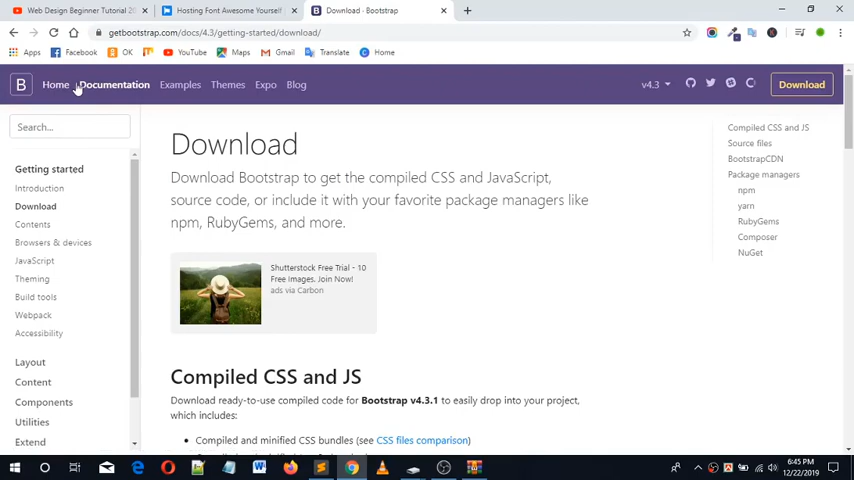 Web Design Beginner Tutorial 20
Hosting Font Awesome Yourself
Download · Bootstrap
getbootstrap.com/docs/4.3/getting-started/download/
Apps
Facebook
OK
YouTube
Maps
Gmail
Translate
Home
B
Home
Documentation
Examples
Themes
Expo
Blog
v4.3
Download
Search...
Getting started
Introduction
Download
Contents
Browsers & devices
JavaScript
Theming
Build tools
Webpack
Accessibility
Layout
Content
Components
Utilities
Extend
Download
Download Bootstrap to get the compiled CSS and JavaScript,
source code, or include it with your favorite package managers like
npm, RubyGems, and more.
Shutterstock Free Trial - 10
Free Images. Join Now!
ads via Carbon
Compiled CSS and JS
Download ready-to-use compiled code for Bootstrap v4.3.1 to easily drop into your project,
which includes:
• Compiled and minified CSS bundles (see CSS files comparison)
Compiled CSS and JS
Source files
BootstrapCDN
Package managers
npm
yarn
RubyGems
Composer
NuGet
6:45 PM
12/22/2019